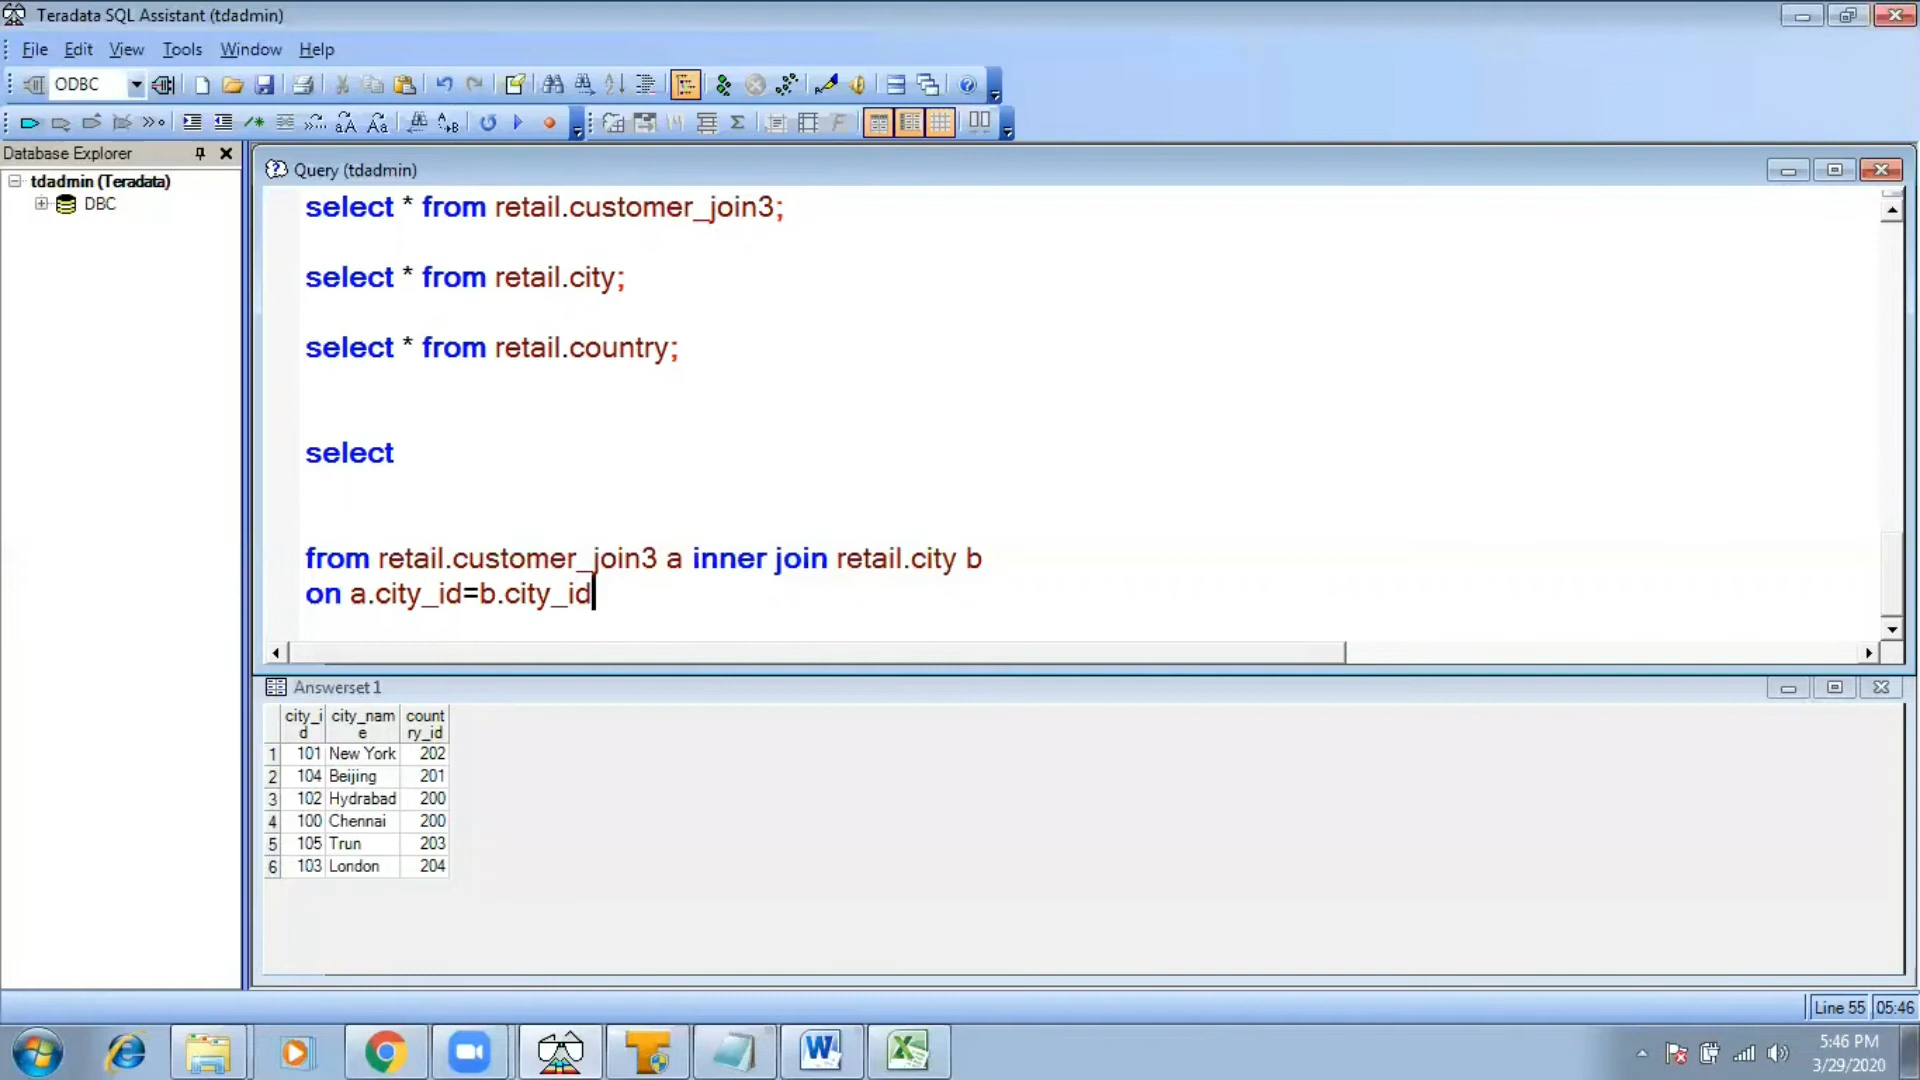 Teradata SQL Assistant (tdadmin)
File Edit View Tools Window Help
ODBC
Database Explorer
tdadmin (Teradata)
DBC
Query (tdadmin)
select * from retail.customer_join3;
select * from retail.city;
select * from retail.country;
select
from retail.customer_join3 a inner join retail.city b
on a.city_id=b.city_id
Answerset 1
city_i city_nam count
d e ry_id
1 101 New York 202
2 104 Beijing 201
3 102 Hydrabad 200
4 100 Chennai 200
5 105 Trun 203
6 103 London 204
Line 55 05:46
5:46 PM
3/29/2020